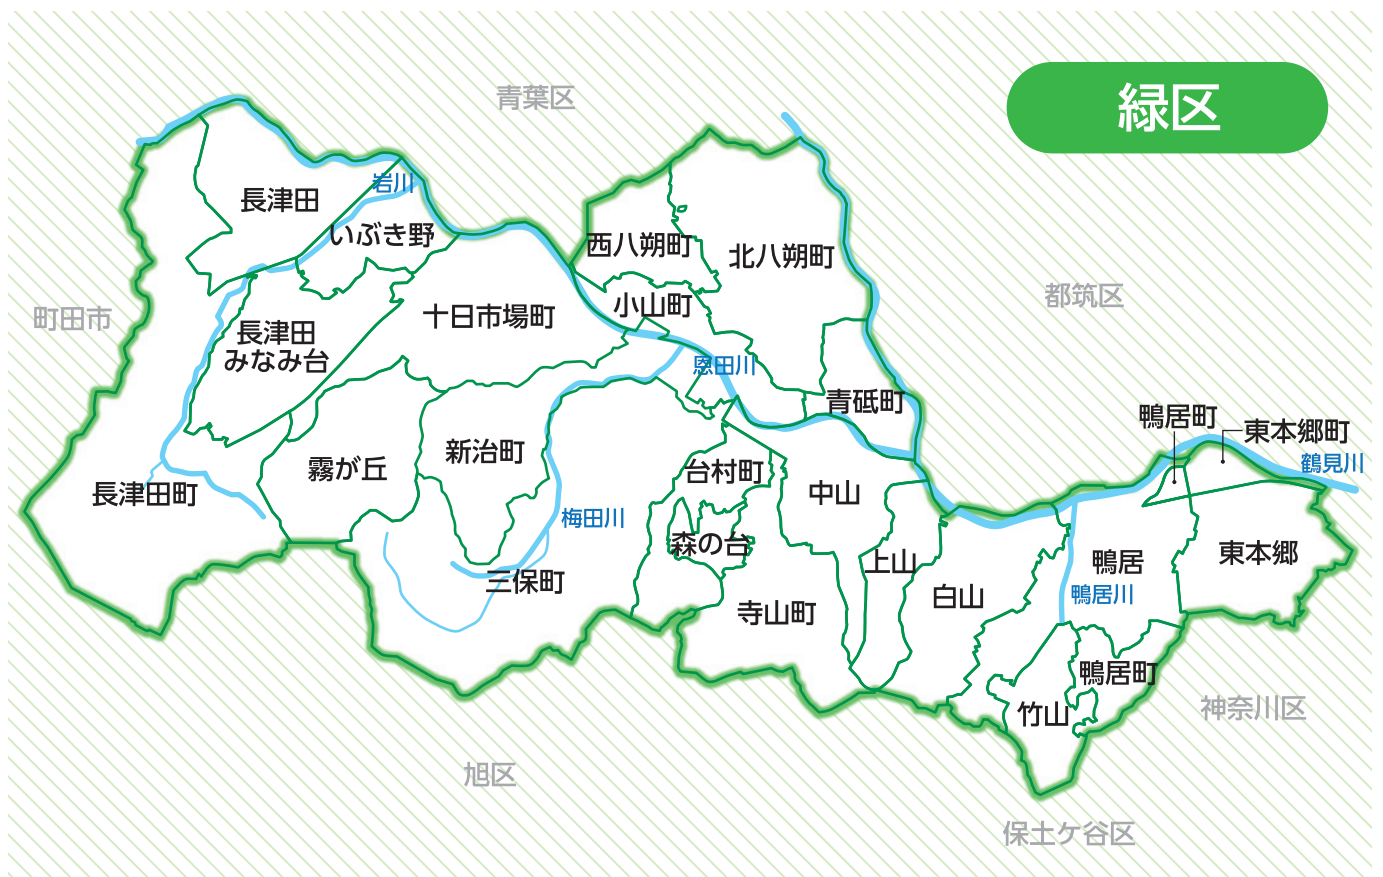 緑区
青葉区
岩川
長津田
いぶき野
西八朔町
北八朔町
都筑区
町田市
小山町
十日市場町
長津田
みなみ台
恩田川
青砥町
鴨居町
東本郷町
鶴見川
新治町
霧が丘
台村町
中山
長津田町
梅田川
森の台
上山
鴨居
東本郷
三保町
白山
鴨居川
寺山町
鴨居町
竹山
神奈川区
旭区
保土ケ谷区